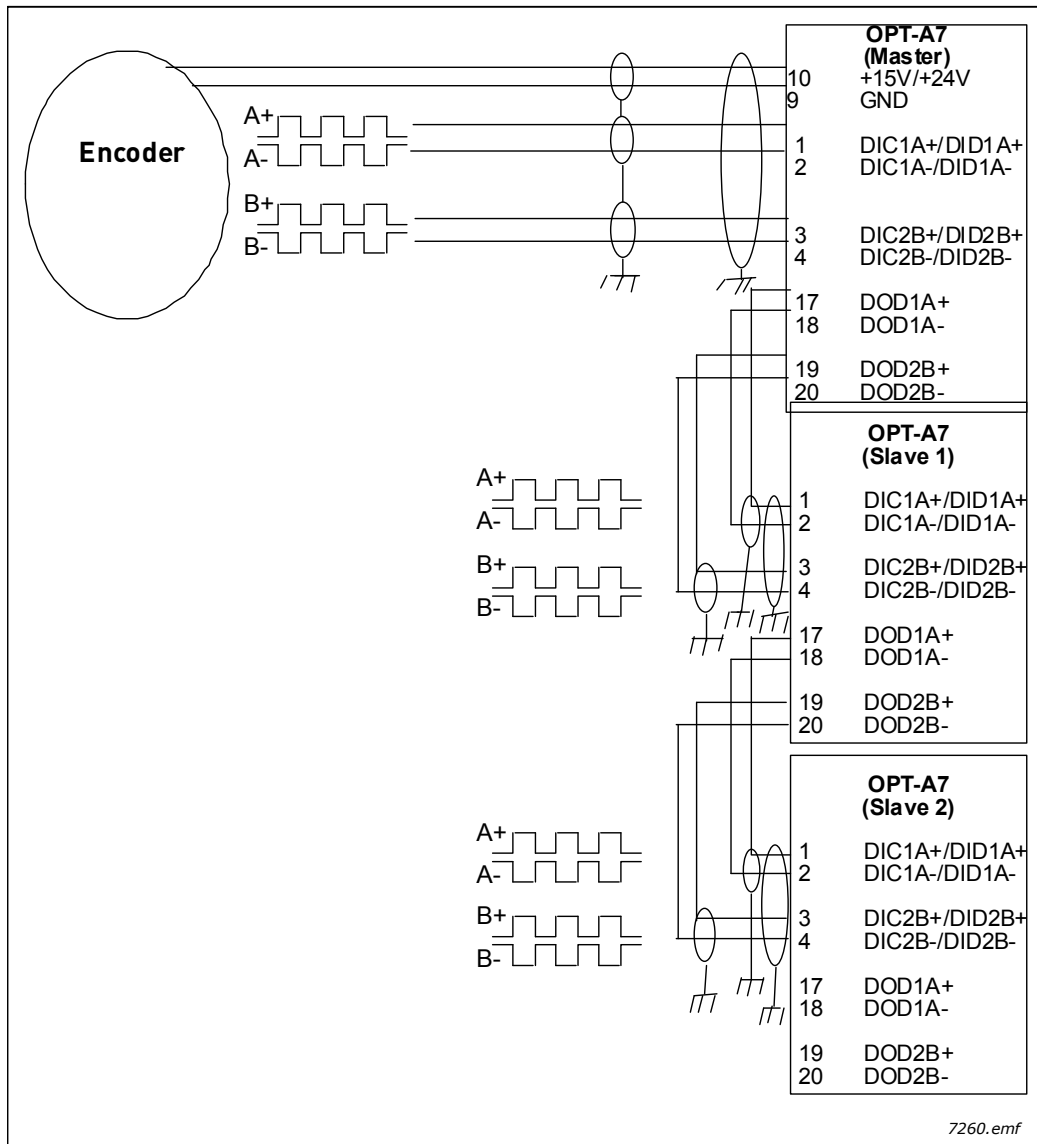 OPT-A7
(Master)
10 +15V/+24V
9 GND
A+
A-
Encoder
1 DIC1A+/DID1A+
2 DIC1A-/DID1A-
B+
B-
3 DIC2B+/DID2B+
4 DIC2B-/DID2B-
17 DOD1A+
18 DOD1A-
19 DOD2B+
20 DOD2B-
OPT-A7
(Slave 1)
A+
A-
1 DIC1A+/DID1A+
2 DIC1A-/DID1A-
B+
B-
3 DIC2B+/DID2B+
4 DIC2B-/DID2B-
17 DOD1A+
18 DOD1A-
19 DOD2B+
20 DOD2B-
OPT-A7
(Slave 2)
A+
A-
1 DIC1A+/DID1A+
2 DIC1A-/DID1A-
B+
B-
3 DIC2B+/DID2B+
4 DIC2B-/DID2B-
17 DOD1A+
18 DOD1A-
19 DOD2B+
20 DOD2B-
7260.emf